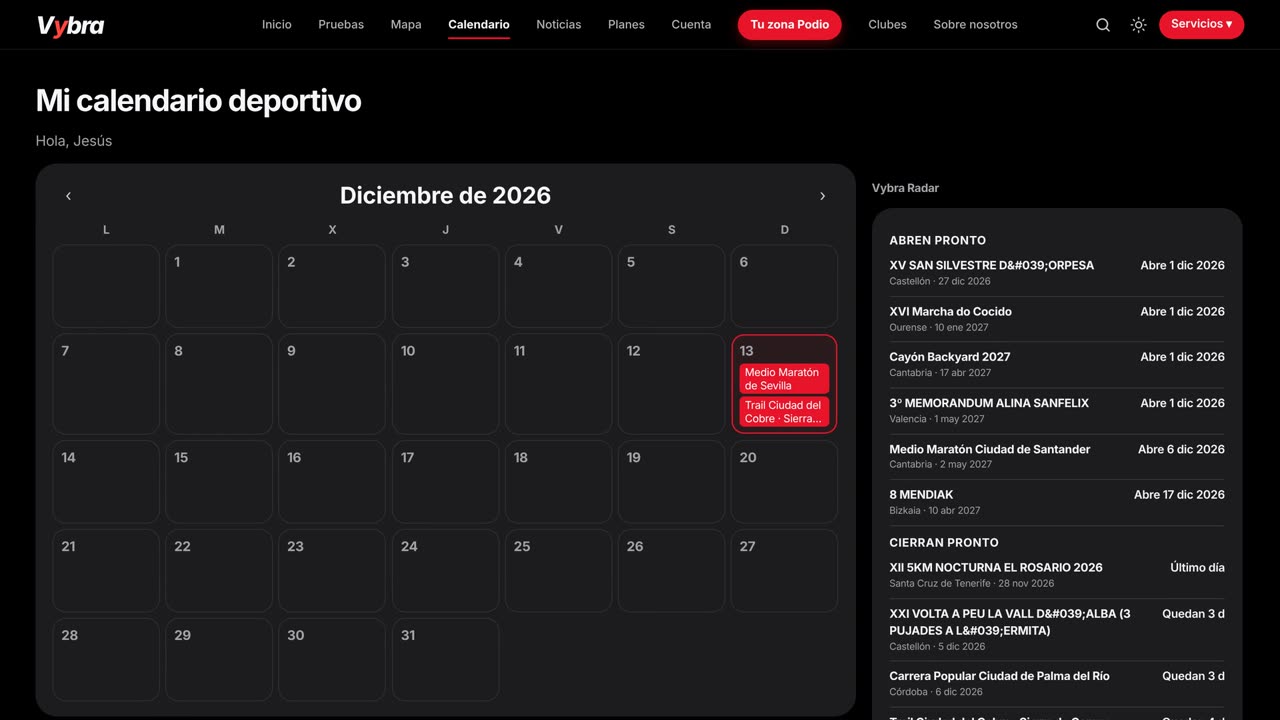 Vybra
Inicio
Pruebas
Mapa
Calendario
Noticias
Planes
Cuenta
Tu zona Podio
Clubes
Sobre nosotros
Servicios ▾
Mi calendario deportivo
Hola, Jesús
‹
Diciembre de 2026
›
L M X J V S D
1 2 3 4 5 6
7 8 9 10 11 12 13
Medio Maratón
de Sevilla
Trail Ciudad del
Cobre · Sierra...
14 15 16 17 18 19 20
21 22 23 24 25 26 27
28 29 30 31
Vybra Radar
ABREN PRONTO
XV SAN SILVESTRE D&#039;ORPESA Abre 1 dic 2026
Castellón · 27 dic 2026
XVI Marcha do Cocido Abre 1 dic 2026
Ourense · 10 ene 2027
Cayón Backyard 2027 Abre 1 dic 2026
Cantabria · 17 abr 2027
3º MEMORANDUM ALINA SANFELIX Abre 1 dic 2026
Valencia · 1 may 2027
Medio Maratón Ciudad de Santander Abre 6 dic 2026
Cantabria · 2 may 2027
8 MENDIAK Abre 17 dic 2026
Bizkaia · 10 abr 2027
CIERRAN PRONTO
XII 5KM NOCTURNA EL ROSARIO 2026 Último día
Santa Cruz de Tenerife · 28 nov 2026
XXI VOLTA A PEU LA VALL D&#039;ALBA (3 Quedan 3 d
PUJADES A L&#039;ERMITA)
Castellón · 5 dic 2026
Carrera Popular Ciudad de Palma del Río Quedan 3 d
Córdoba · 6 dic 2026